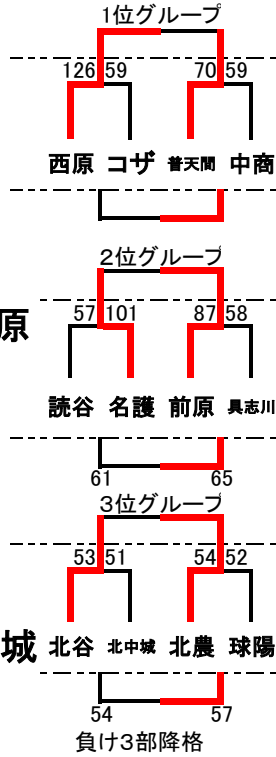 1位グループ
126 59 70 59
西原 コザ 普天間 中商
2位グループ
57 101 87 58
原
読谷 名護 前原 具志川
61 65
3位グループ
53 51 54 52
城
北谷 北中城 北農 球陽
54 57
負け3部降格